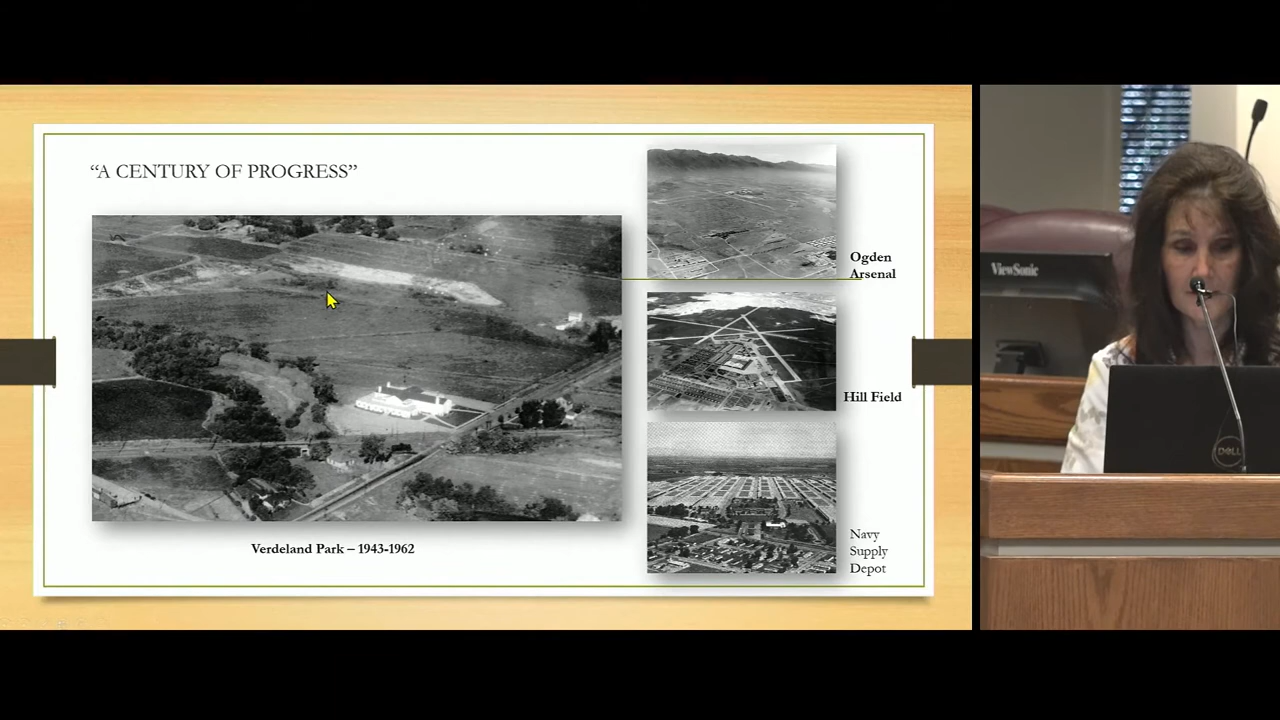 “A CENTURY OF PROGRESS”
Ogden
Arsenal
Hill Field
Navy
Supply
Depot
Verdeland Park – 1943-1962
ViewSonic
DELL